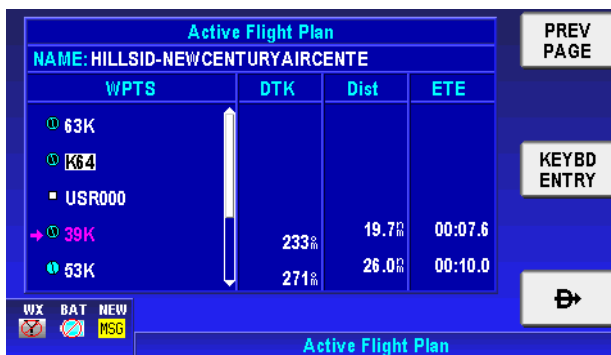 Active Flight Plan
PREV
PAGE
NAME: HILLSID-NEWCENTURYAIRCENTE
WPTS DTK Dist ETE
63K
K64
KEYBD
ENTRY
USR000
39K 233 19.7 00:07.6
53K 271 26.0 00:10.0
WX BAT NEW
MSG
Active Flight Plan